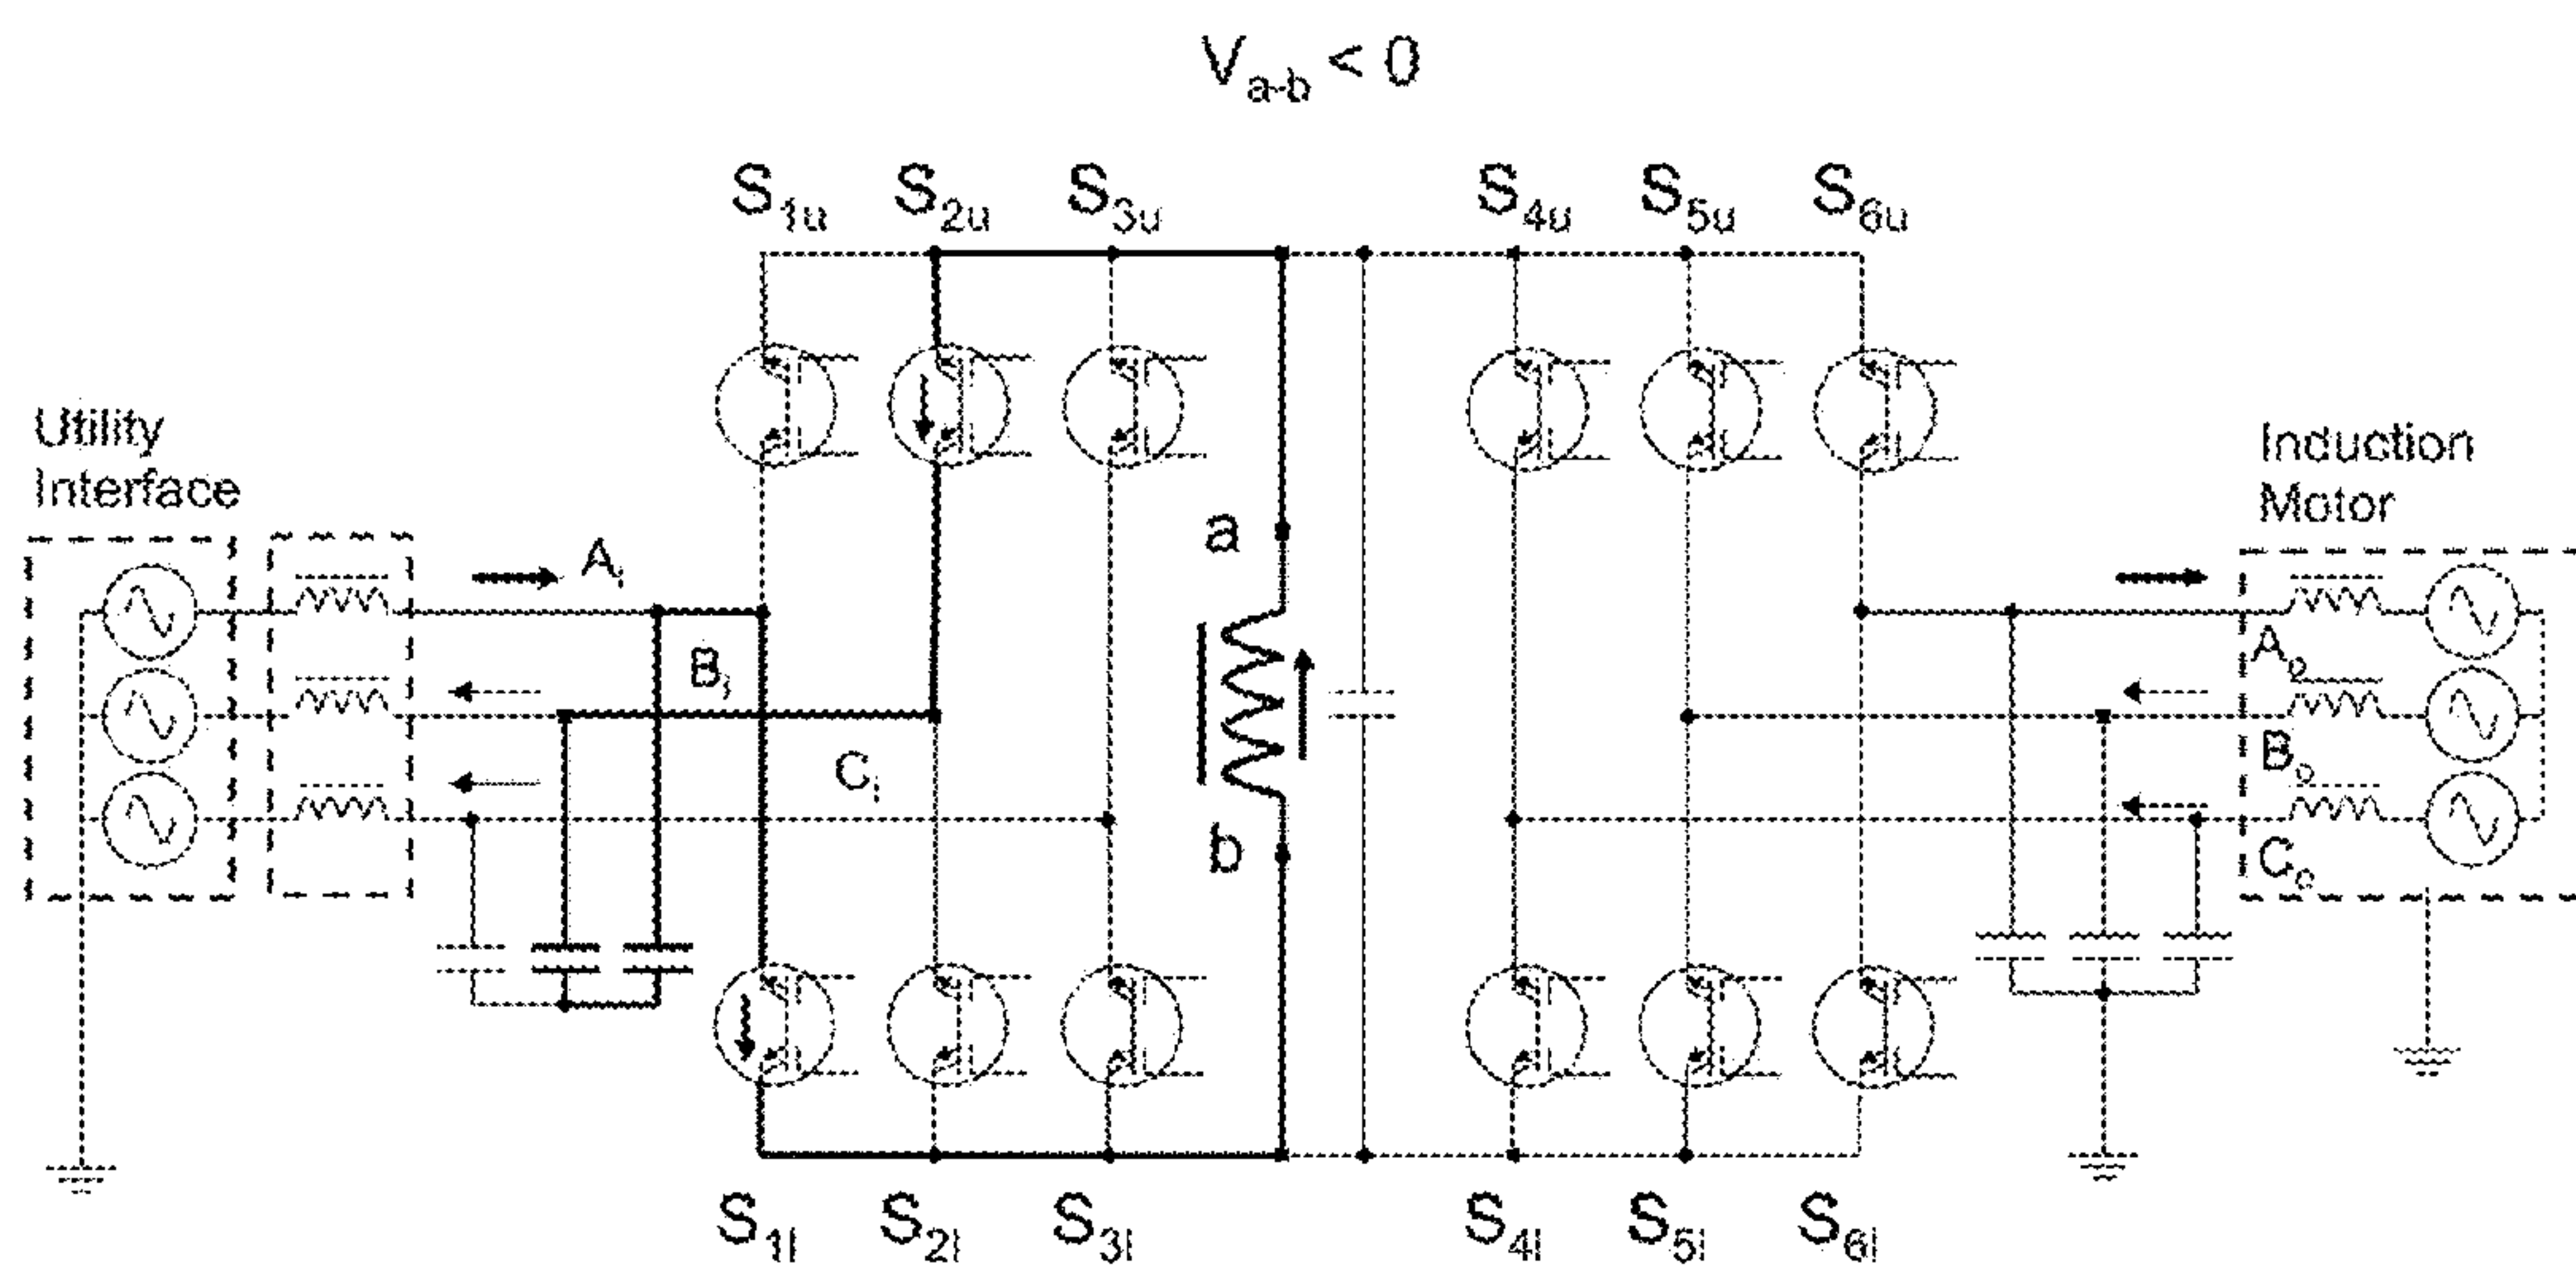 V_a-b < 0
S_1u S_2u S_3u S_4u S_5u S_6u
Utility
Interface
Induction
Motor
A_i
B_i
C_i
a
b
A_o
B_o
C_o
S_1l S_2l S_3l S_4l S_5l S_6l